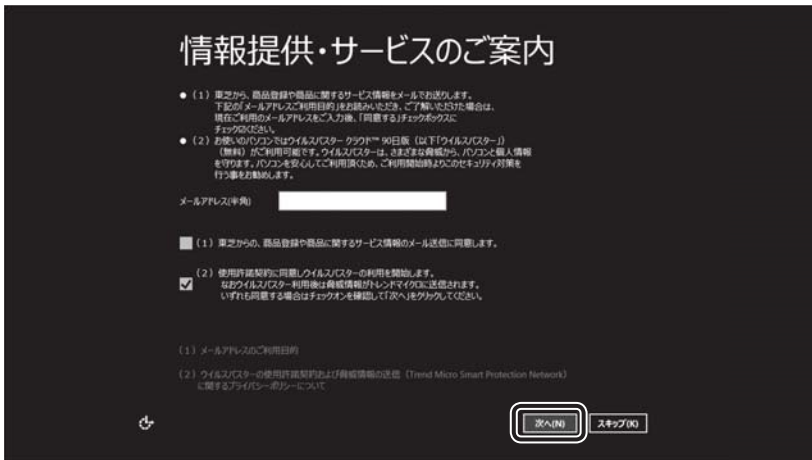 情報提供・サービスのご案内
● (1) 東芝から、商品登録や商品に関するサービス情報をメールでお送りします。
下記の「メールアドレスご利用目的」をお読みいただき、ご了解いただけた場合は、
現在ご利用のメールアドレスをご入力後、「同意する」チェックボックスに
チェックください。
● (2) お使いのパソコンではウイルスバスター クラウド™ 90日版 (以下「ウイルスバスター」)
(無料) がご利用可能です。ウイルスバスターは、さまざまな脅威から、パソコンと個人情報
を守ります。パソコンを安心してご利用頂くため、ご利用開始時よりこのセキュリティ対策を
行う事をお勧めします。
メールアドレス(半角)
(1) 東芝からの、商品登録や商品に関するサービス情報のメール送信に同意します。
(2) 使用許諾契約に同意しウイルスバスターの利用を開始します。
なおウイルスバスター利用後は脅威情報がトレンドマイクロに送信されます。
いずれも同意する場合はチェックオンを確認して「次へ」をクリックしてください。
(1) メールアドレスのご利用目的
(2) ウイルスバスターの使用許諾契約および脅威情報の送信 (Trend Micro Smart Protection Network)
に関するプライバシーポリシーについて
次へ(N) スキップ(K)